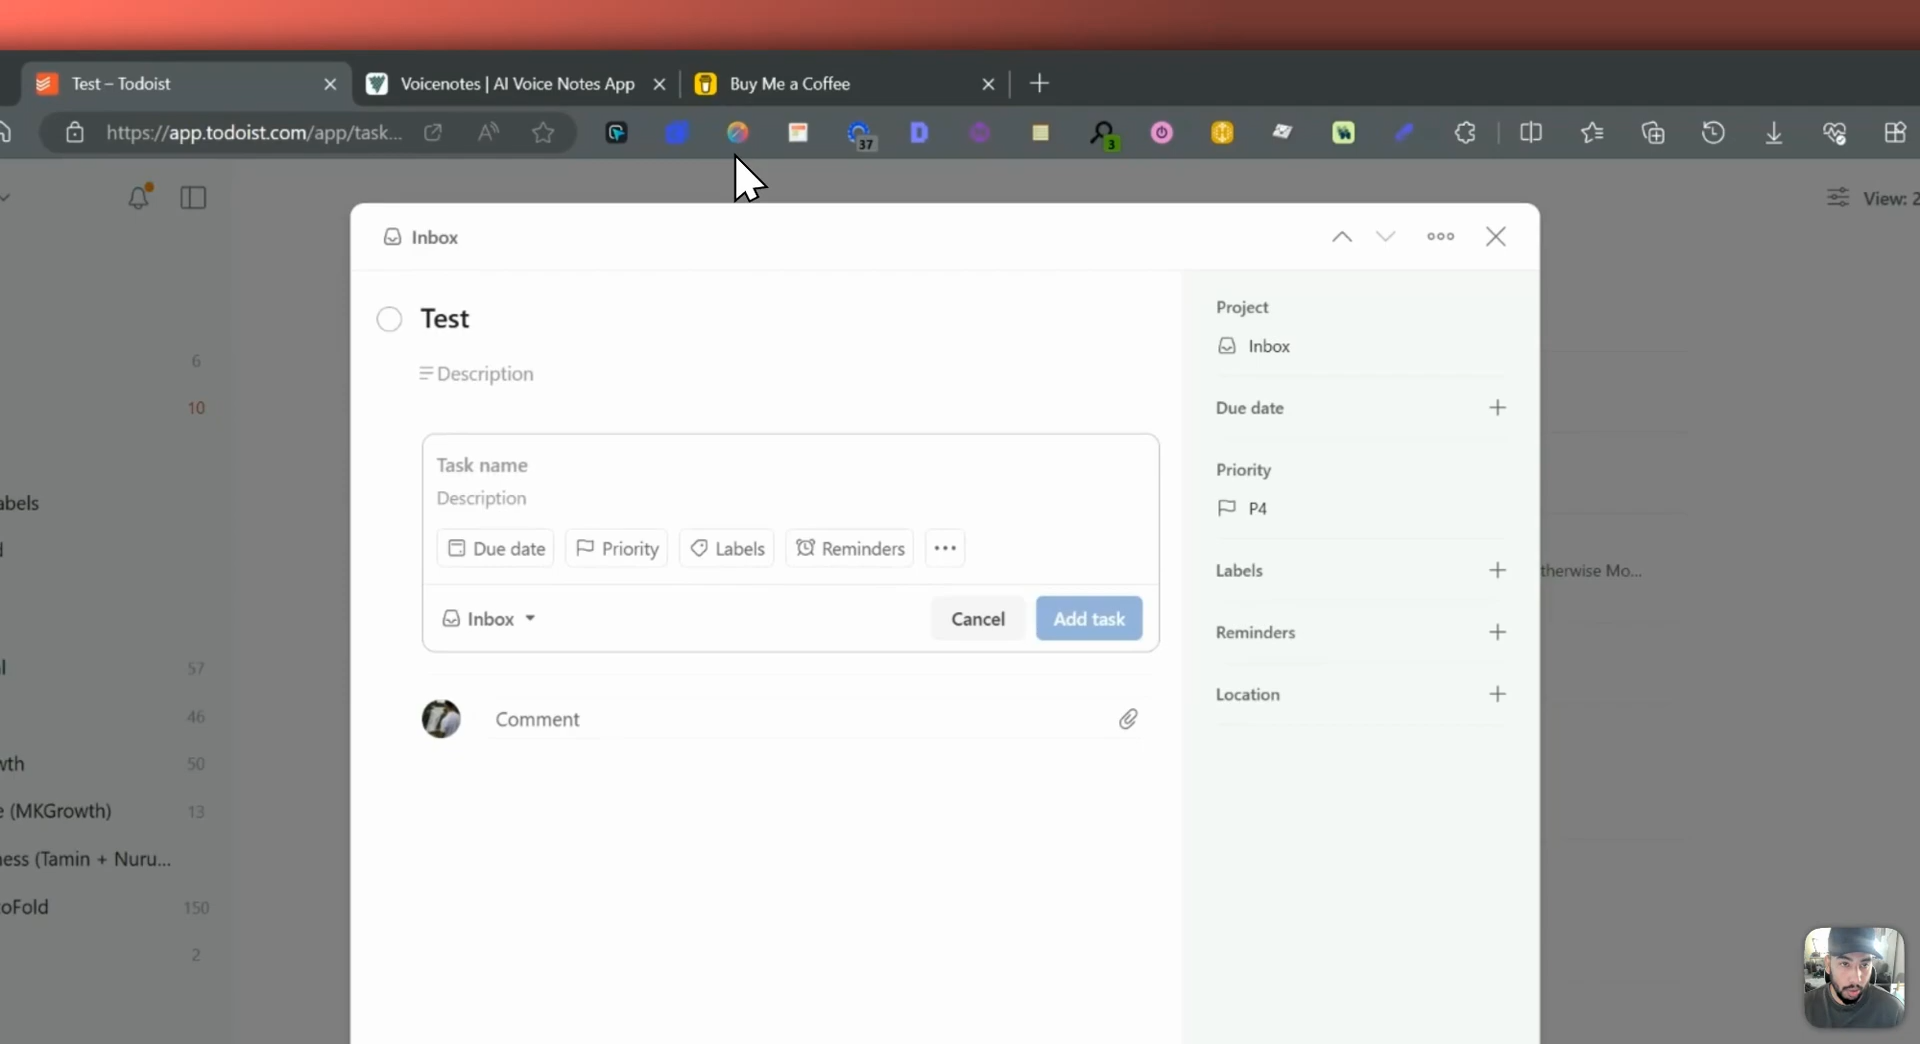 Test – Todoist
Voicenotes | AI Voice Notes App
Buy Me a Coffee
https://app.todoist.com/app/task...
37
3
View: 2
Inbox
Test
Description
Task name
Description
Due date
Priority
Labels
Reminders
Inbox
Cancel
Add task
Comment
Project
Inbox
Due date
Priority
P4
Labels
Reminders
Location
6
10
abels
57
46
wth
50
e (MKGrowth)
13
ness (Tamin + Nuru...
oFold
150
2
therwise Mo...